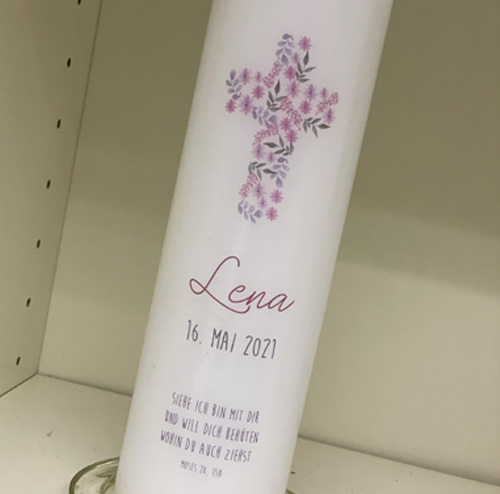 Lena
16. MAI 2021
SIEHE ICH BIN MIT DIR
UND WILL DICH BEHÜTEN
WOHIN DU AUCH ZIEHST.
MOSES 28, 15A